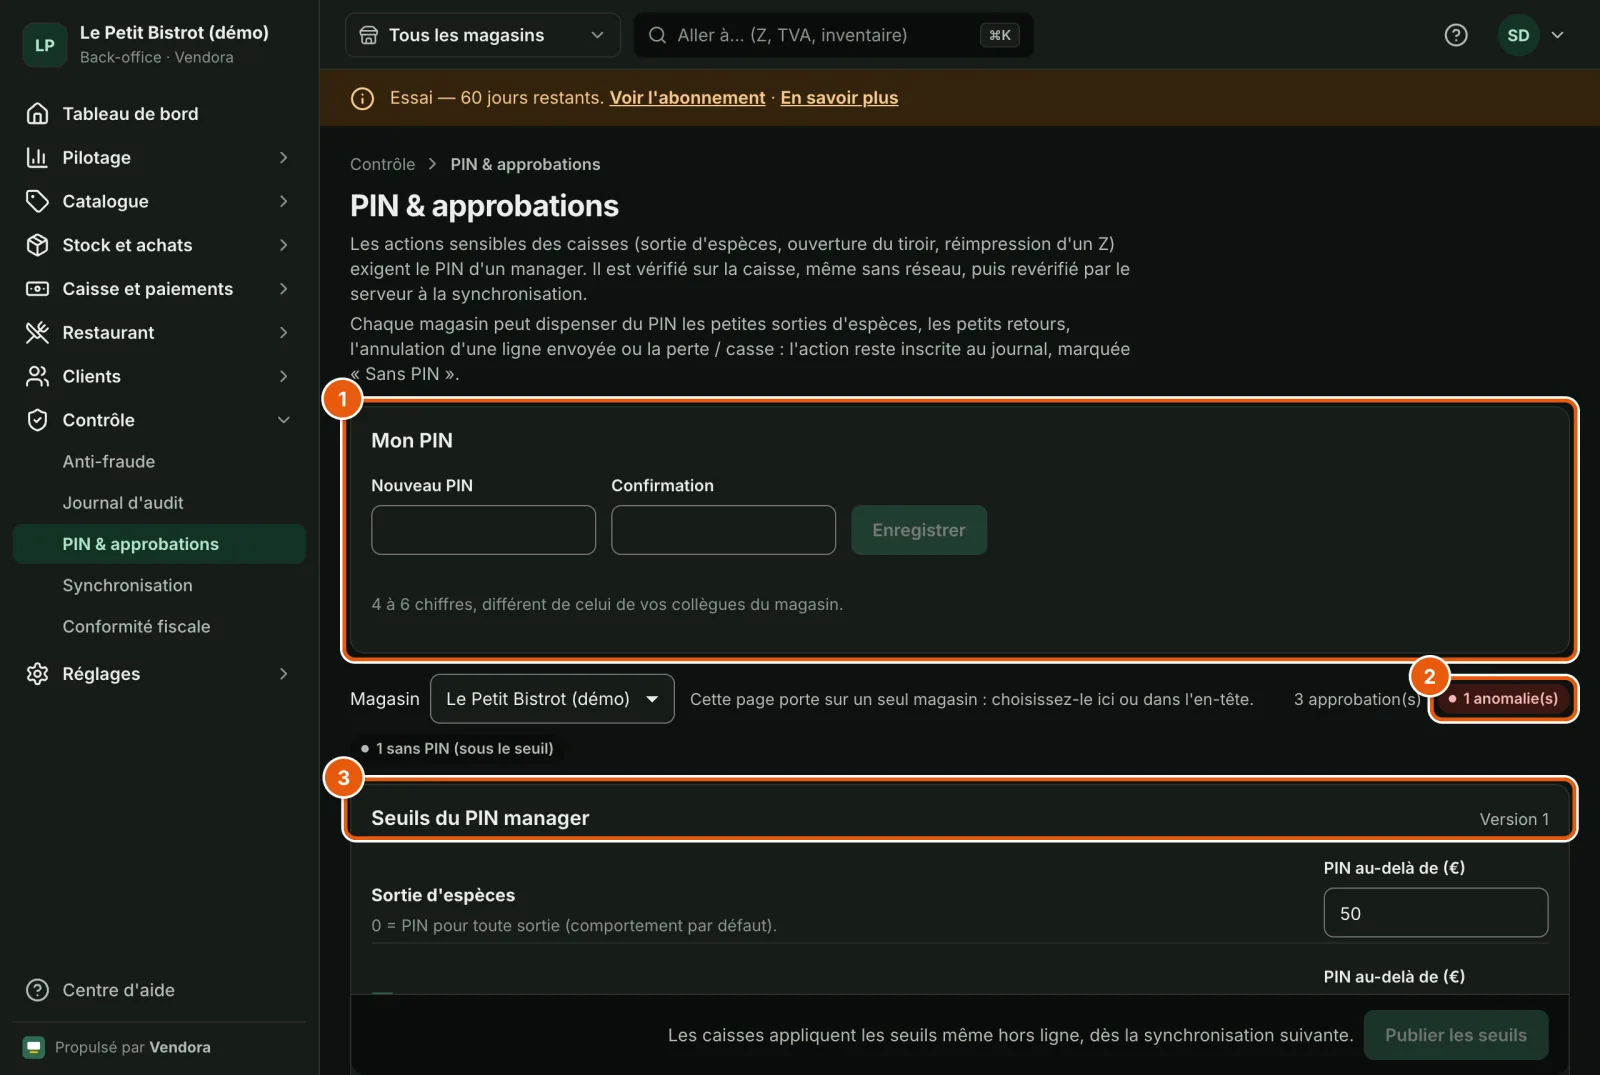 LP
Le Petit Bistrot (démo)
Back-office · Vendora
Tableau de bord
Pilotage
Catalogue
Stock et achats
Caisse et paiements
Restaurant
Clients
Contrôle
Anti-fraude
Journal d'audit
PIN & approbations
Synchronisation
Conformité fiscale
Réglages
Centre d'aide
Propulsé par Vendora
Tous les magasins
Aller à... (Z, TVA, inventaire)
⌘K
SD
Essai — 60 jours restants. Voir l'abonnement · En savoir plus
Contrôle > PIN & approbations
PIN & approbations
Les actions sensibles des caisses (sortie d'espèces, ouverture du tiroir, réimpression d'un Z)
exigent le PIN d'un manager. Il est vérifié sur la caisse, même sans réseau, puis revérifié par le
serveur à la synchronisation.
Chaque magasin peut dispenser du PIN les petites sorties d'espèces, les petits retours,
l'annulation d'une ligne envoyée ou la perte / casse : l'action reste inscrite au journal, marquée
« Sans PIN ».
1
Mon PIN
Nouveau PIN
Confirmation
Enregistrer
4 à 6 chiffres, différent de celui de vos collègues du magasin.
Magasin
Le Petit Bistrot (démo)
Cette page porte sur un seul magasin : choisissez-le ici ou dans l'en-tête.
3 approbation(s)
2
1 anomalie(s)
1 sans PIN (sous le seuil)
3
Seuils du PIN manager
Version 1
PIN au-delà de (€)
Sortie d'espèces
50
0 = PIN pour toute sortie (comportement par défaut).
PIN au-delà de (€)
Les caisses appliquent les seuils même hors ligne, dès la synchronisation suivante.
Publier les seuils